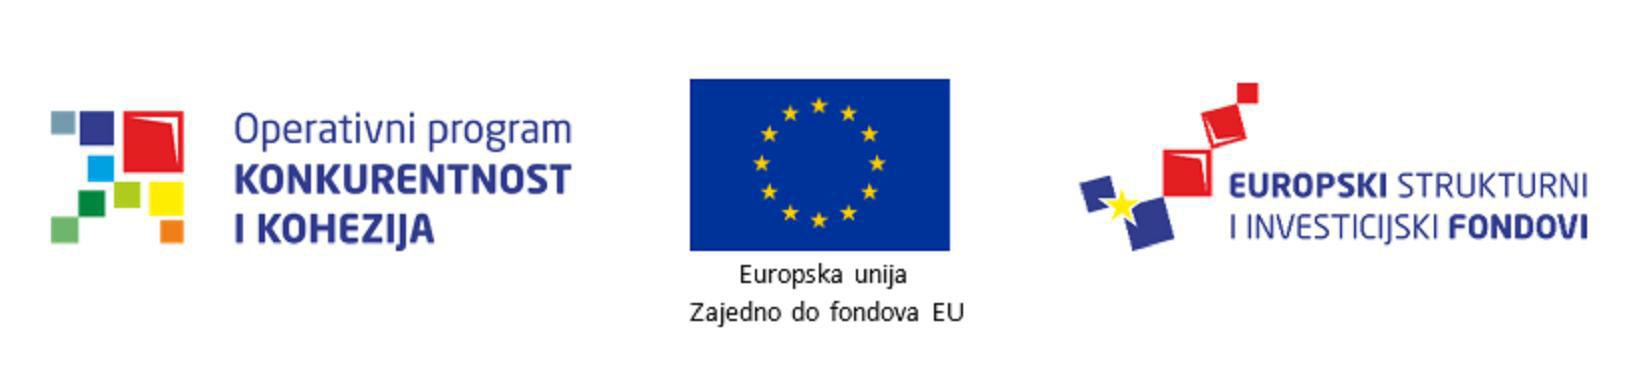 Operativni program
KONKURENTNOST
I KOHEZIJA
Europska unija
Zajedno do fondova EU
EUROPSKI STRUKTURNI
I INVESTICIJSKI FONDOVI